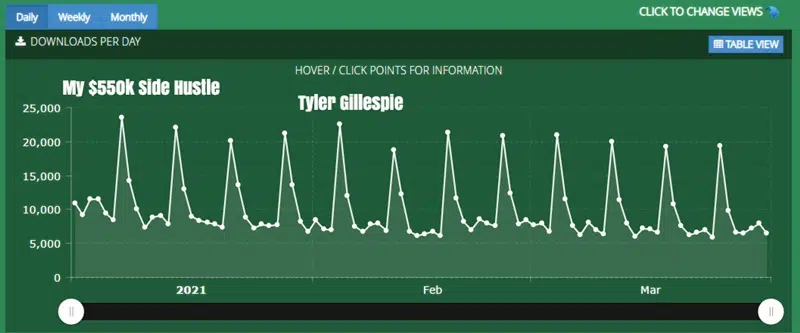 Daily Weekly Monthly
CLICK TO CHANGE VIEWS
DOWNLOADS PER DAY
TABLE VIEW
HOVER / CLICK POINTS FOR INFORMATION
My $550k Side Hustle
Tyler Gillespie
25,000
20,000
15,000
10,000
5,000
0
2021 Feb Mar